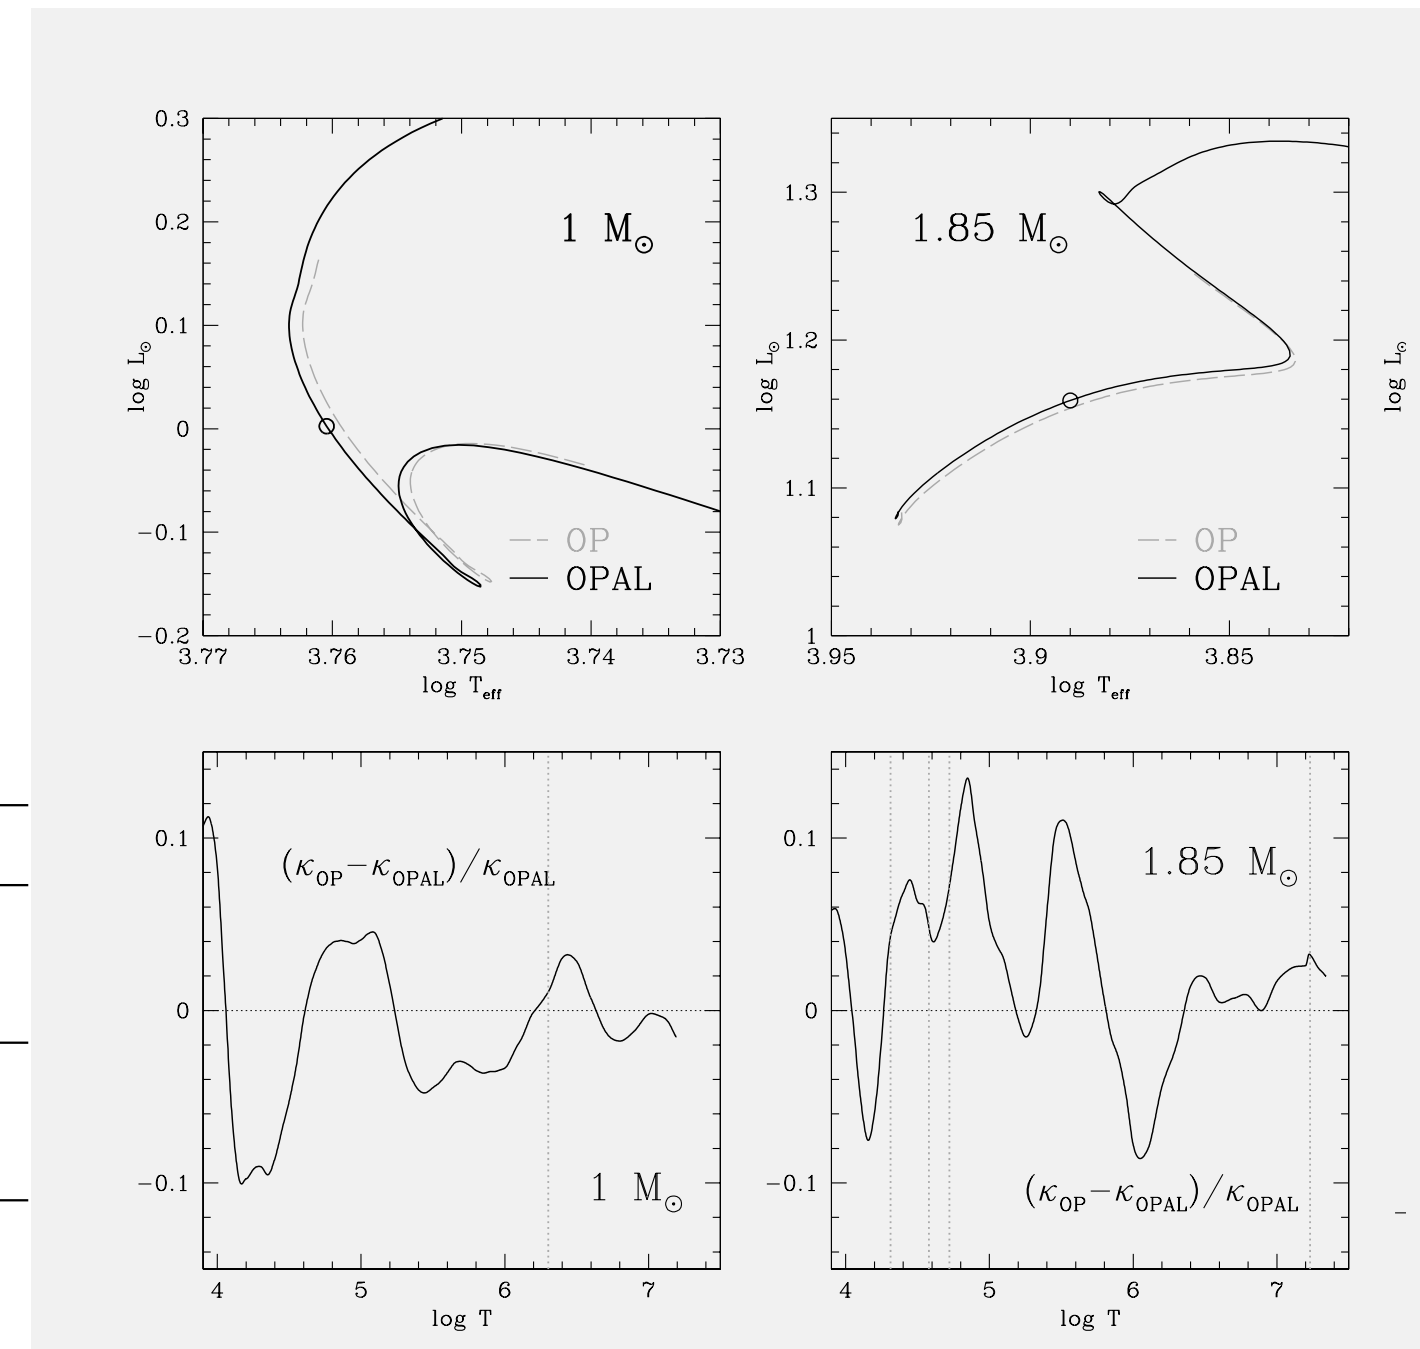 0.3
0.2
0.1
0
−0.1
−0.2
log L⊙
1 M⊙
OP
OPAL
3.77 3.76 3.75 3.74 3.73
log Teff
1.3
1.2
1.1
1
log L⊙
1.85 M⊙
OP
OPAL
3.95 3.9 3.85
log Teff
log L⊙
0.1
0
−0.1
(κOP−κOPAL)/κOPAL
1 M⊙
4 5 6 7
log T
0.1
0
−0.1
1.85 M⊙
(κOP−κOPAL)/κOPAL
4 5 6 7
log T
−